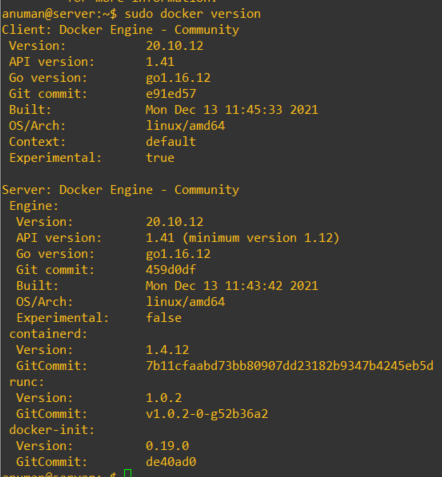 for more information.
anuman@server:~$ sudo docker version
Client: Docker Engine - Community
 Version:           20.10.12
 API version:       1.41
 Go version:        go1.16.12
 Git commit:        e91ed57
 Built:             Mon Dec 13 11:45:33 2021
 OS/Arch:           linux/amd64
 Context:           default
 Experimental:      true

Server: Docker Engine - Community
 Engine:
  Version:          20.10.12
  API version:      1.41 (minimum version 1.12)
  Go version:       go1.16.12
  Git commit:       459d0df
  Built:            Mon Dec 13 11:43:42 2021
  OS/Arch:          linux/amd64
  Experimental:     false
 containerd:
  Version:          1.4.12
  GitCommit:        7b11cfaabd73bb80907dd23182b9347b4245eb5d
 runc:
  Version:          1.0.2
  GitCommit:        v1.0.2-0-g52b36a2
 docker-init:
  Version:          0.19.0
  GitCommit:        de40ad0
anuman@server:~$